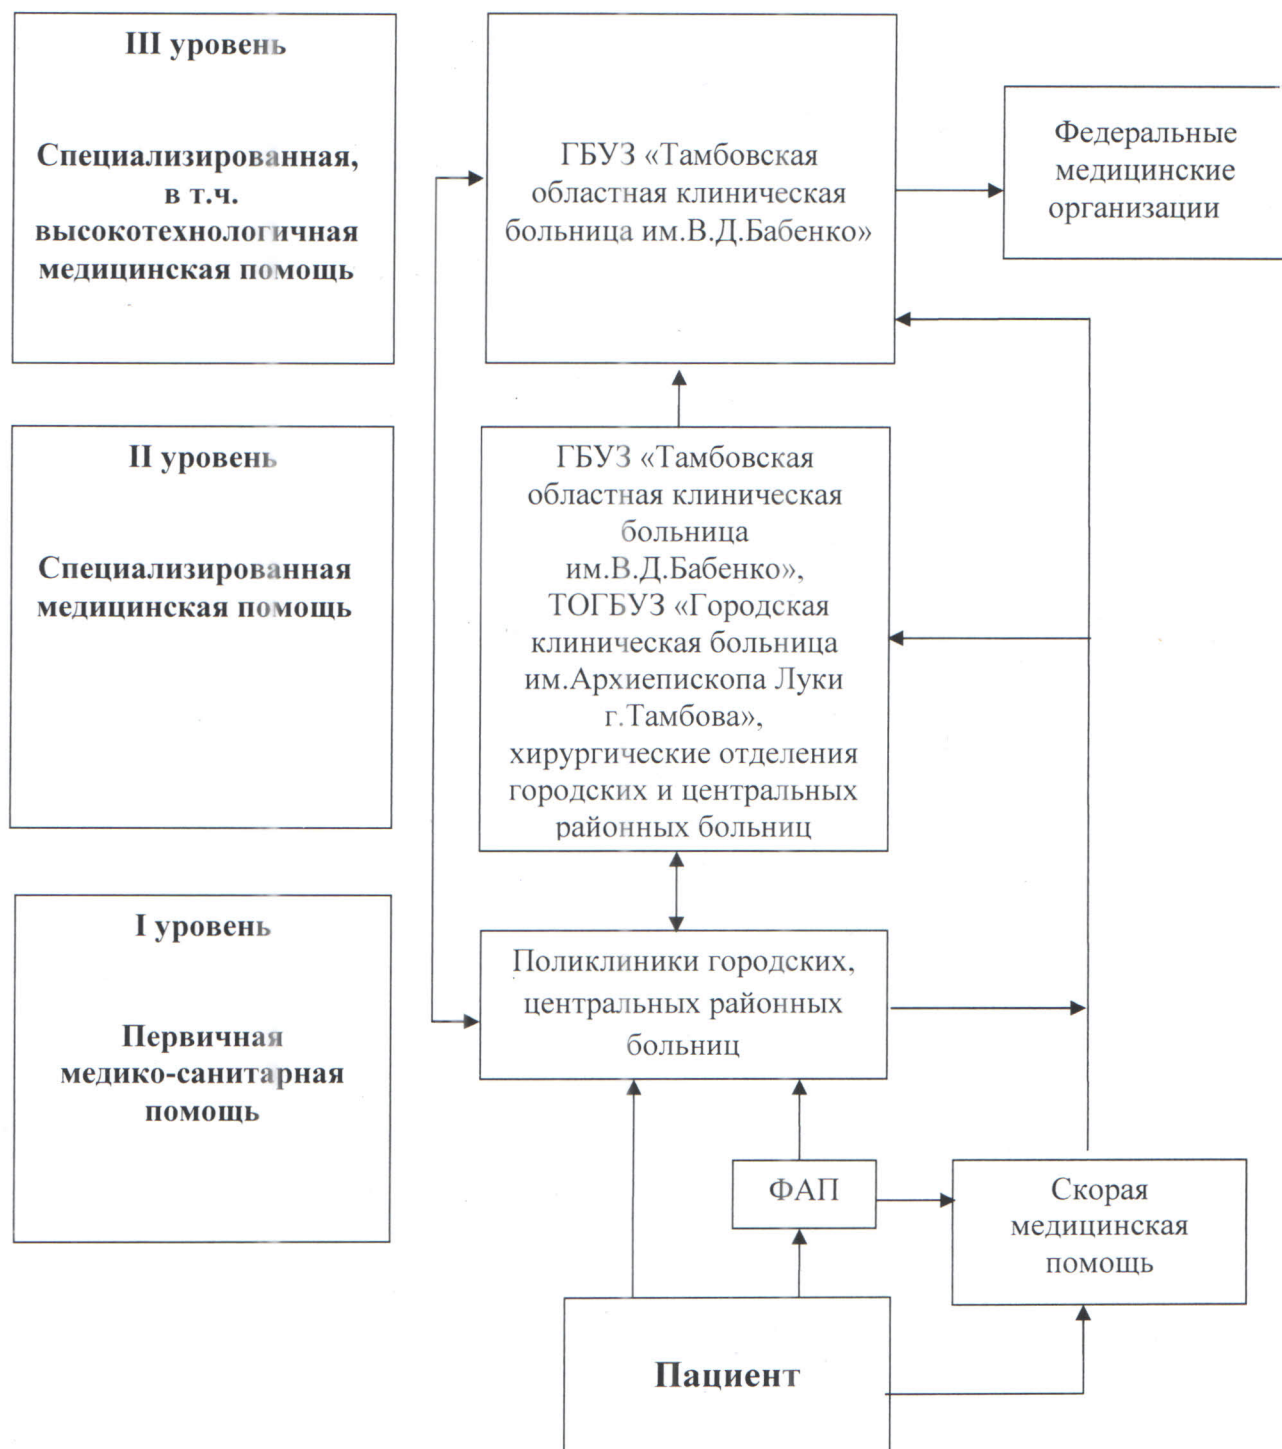 III уровень
Специализированная,
в т.ч.
высокотехнологичная
медицинская помощь
ГБУЗ «Тамбовская
областная клиническая
больница им.В.Д.Бабенко»
Федеральные
медицинские
организации
II уровень
Специализированная
медицинская помощь
ГБУЗ «Тамбовская
областная клиническая
больница
им.В.Д.Бабенко»,
ТОГБУЗ «Городская
клиническая больница
им.Архиепископа Луки
г.Тамбова»,
хирургические отделения
городских и центральных
районных больниц
I уровень
Первичная
медико-санитарная
помощь
Поликлиники городских,
центральных районных
больниц
ФАП
Скорая
медицинская
помощь
Пациент